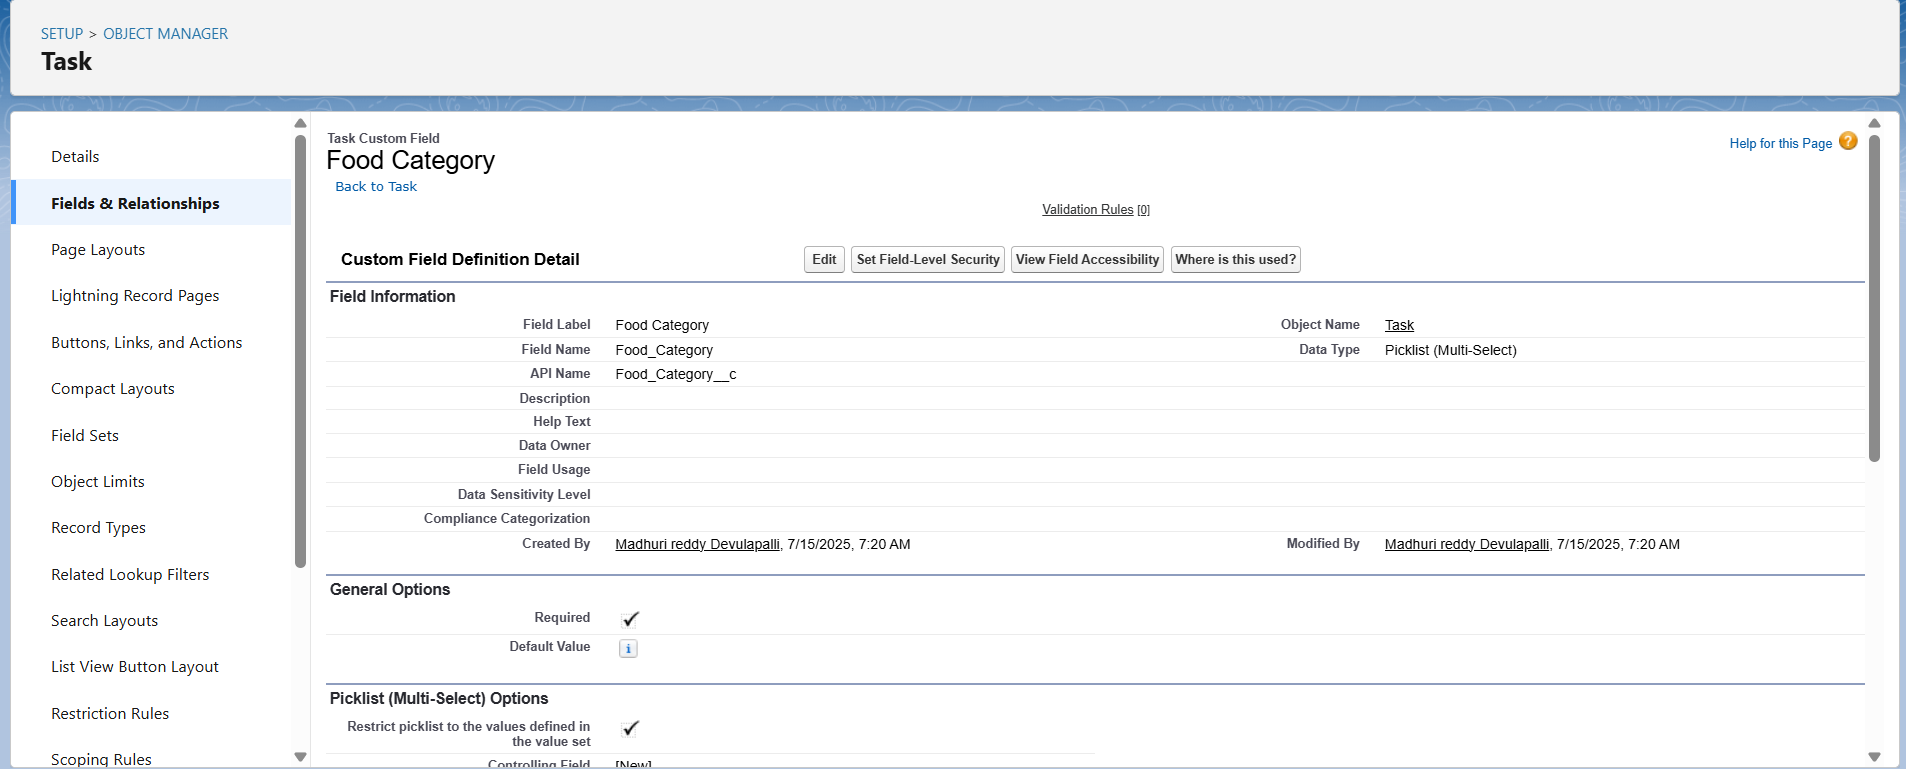 SETUP > OBJECT MANAGER
Task
Details
Fields & Relationships
Page Layouts
Lightning Record Pages
Buttons, Links, and Actions
Compact Layouts
Field Sets
Object Limits
Record Types
Related Lookup Filters
Search Layouts
List View Button Layout
Restriction Rules
Scoping Rules
Task Custom Field
Food Category
Back to Task
Help for this Page ?
Validation Rules [0]
Custom Field Definition Detail Edit Set Field-Level Security View Field Accessibility Where is this used?
Field Information
Field Label Food Category Object Name Task
Field Name Food_Category Data Type Picklist (Multi-Select)
API Name Food_Category__c
Description
Help Text
Data Owner
Field Usage
Data Sensitivity Level
Compliance Categorization
Created By Madhuri reddy Devulapalli, 7/15/2025, 7:20 AM Modified By Madhuri reddy Devulapalli, 7/15/2025, 7:20 AM
General Options
Required
Default Value i
Picklist (Multi-Select) Options
Restrict picklist to the values defined in
the value set
Controlling Field [New]